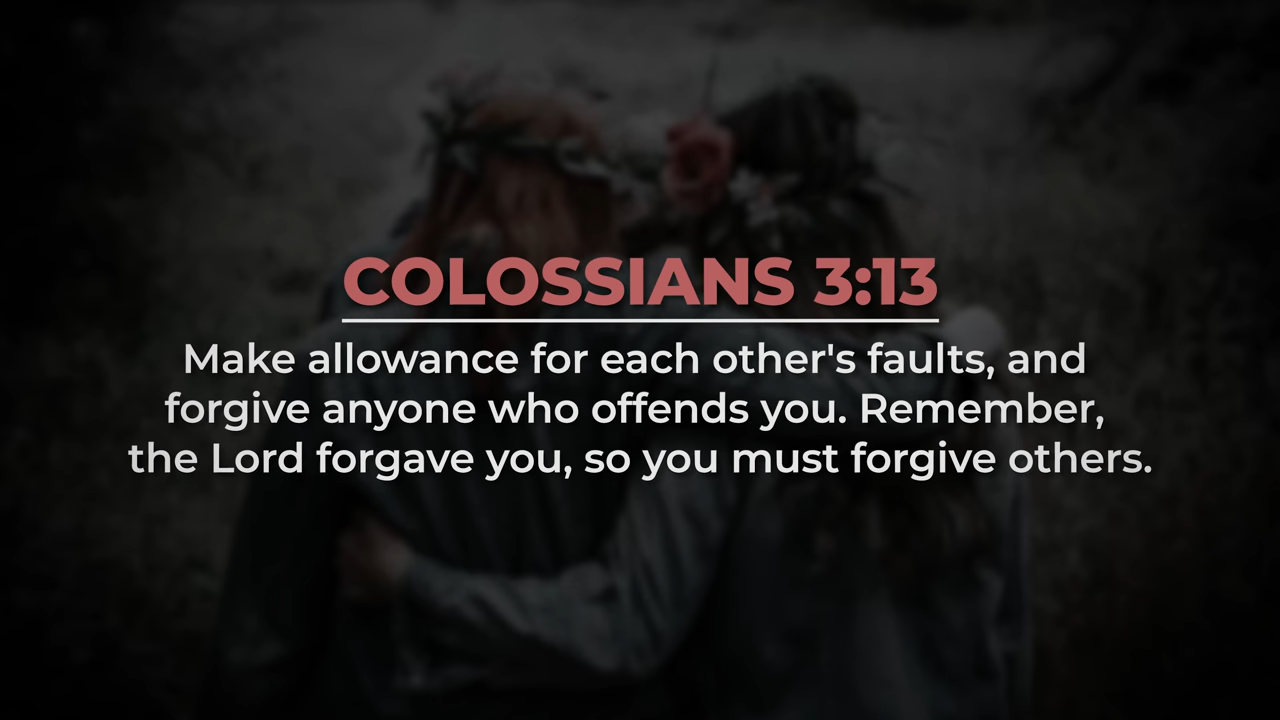 COLOSSIANS 3:13
Make allowance for each other's faults, and
forgive anyone who offends you. Remember,
the Lord forgave you, so you must forgive others.